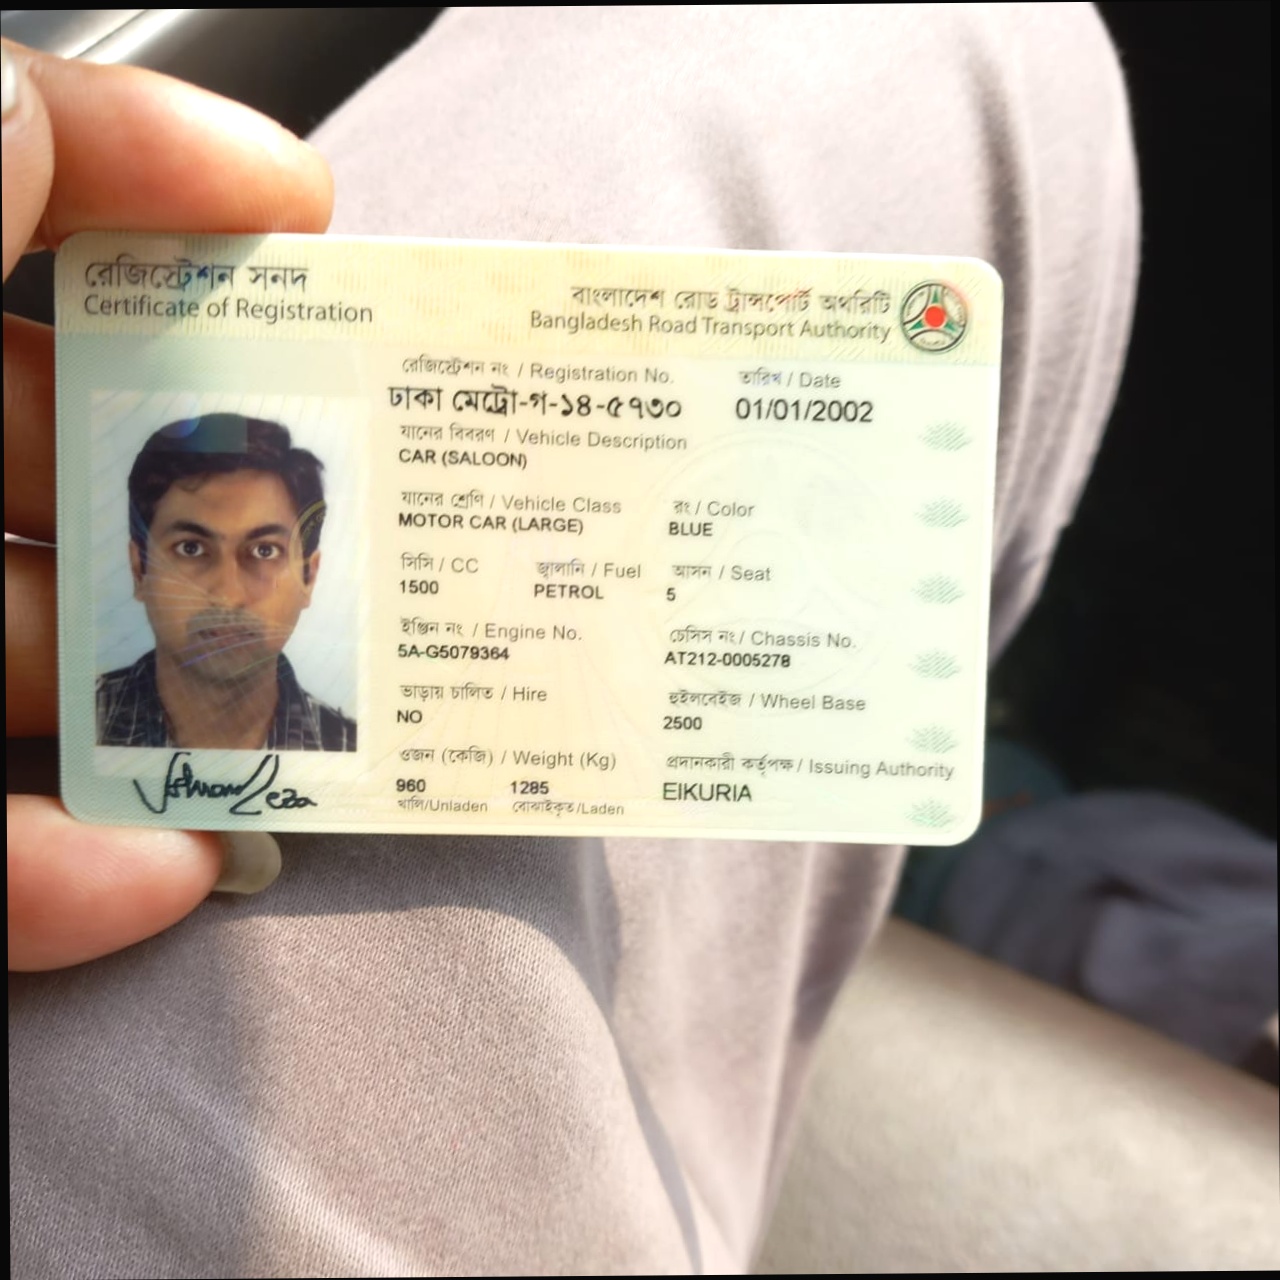 রেজিস্ট্রেশন সনদ
Certificate of Registration
বাংলাদেশ রোড ট্রান্সপোর্ট অথরিটি
Bangladesh Road Transport Authority
রেজিস্ট্রেশন নং / Registration No.
ঢাকা মেট্রো-গ-১৪-৫৭৩০
তারিখ / Date
01/01/2002
যানের বিবরণ / Vehicle Description
CAR (SALOON)
যানের শ্রেণি / Vehicle Class
MOTOR CAR (LARGE)
রং / Color
BLUE
সিসি / CC
1500
জ্বালানি / Fuel
PETROL
আসন / Seat
5
ইঞ্জিন নং / Engine No.
5A-G5079364
চেসিস নং / Chassis No.
AT212-0005278
ভাড়ায় চালিত / Hire
NO
হুইলবেইজ / Wheel Base
2500
ওজন (কেজি) / Weight (Kg)
960 1285
খালি/Unladen বোঝাইকৃত/Laden
প্রদানকারী কর্তৃপক্ষ / Issuing Authority
EIKURIA